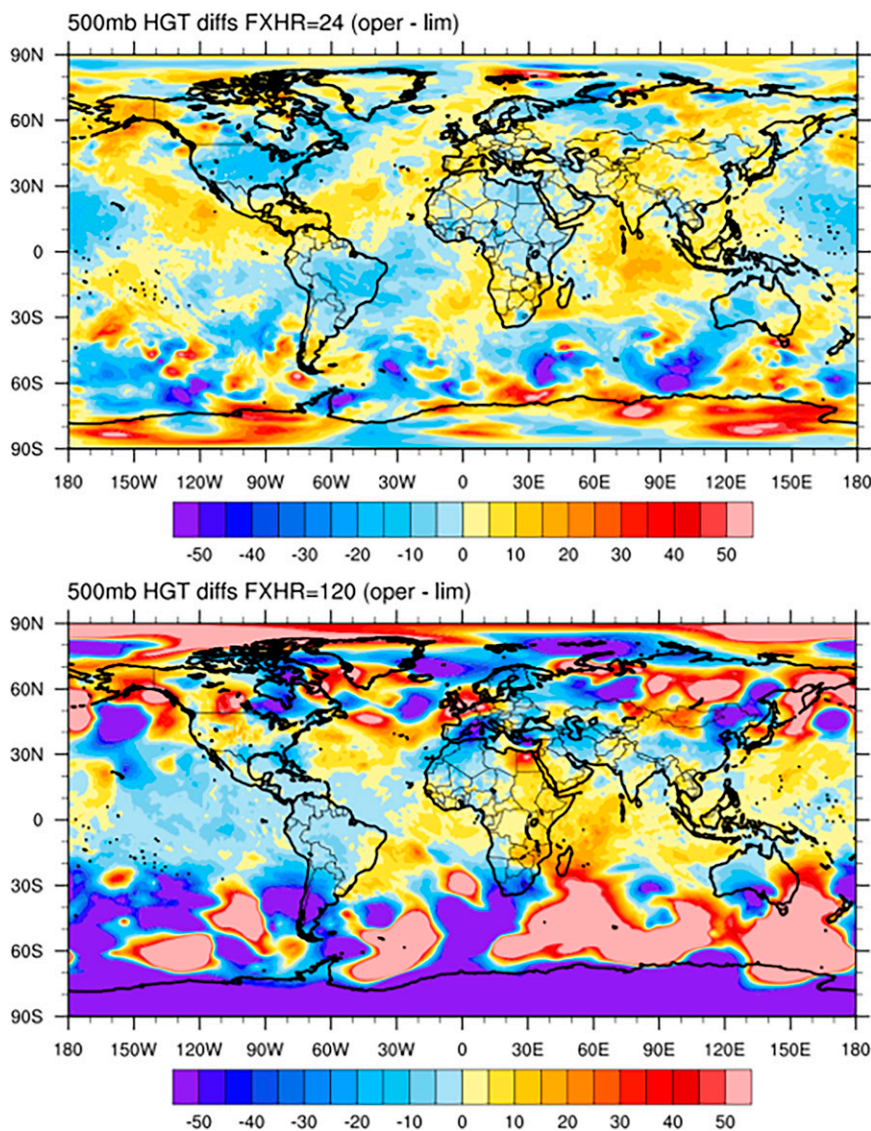 500mb HGT diffs FXHR=24 (oper - lim)
90N
60N
30N
0
30S
60S
90S
180 150W 120W 90W 60W 30W 0 30E 60E 90E 120E 150E 180
-50 -40 -30 -20 -10 0 10 20 30 40 50
500mb HGT diffs FXHR=120 (oper - lim)
90N
60N
30N
0
30S
60S
90S
180 150W 120W 90W 60W 30W 0 30E 60E 90E 120E 150E 180
-50 -40 -30 -20 -10 0 10 20 30 40 50